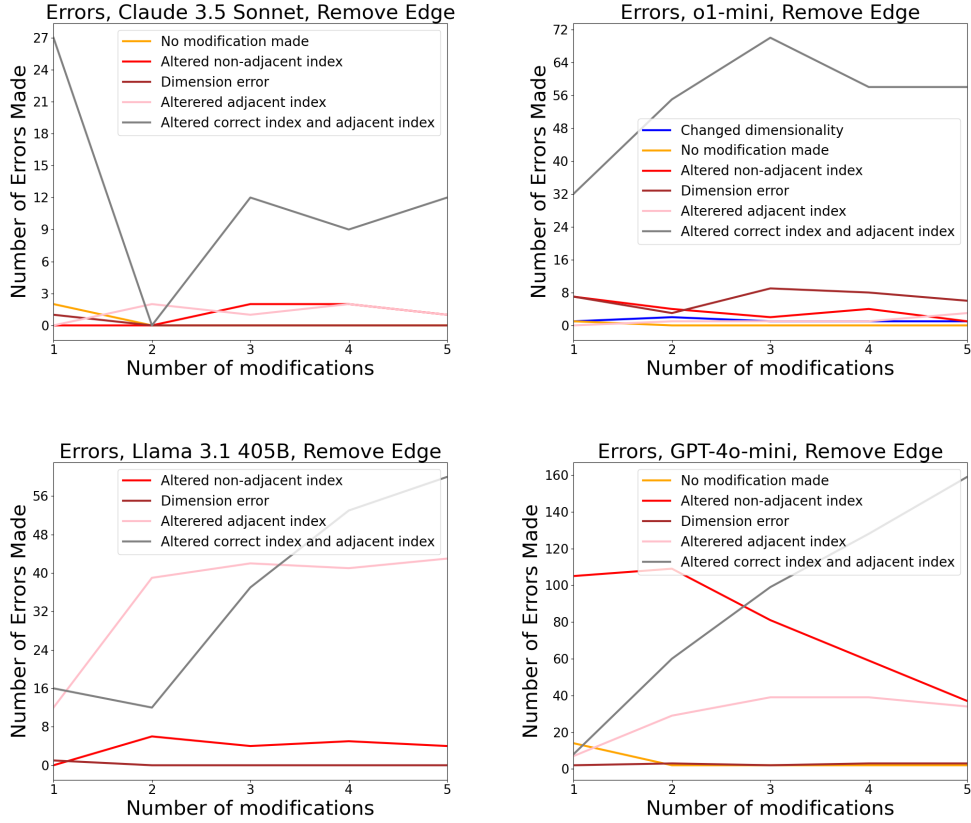 Errors, Claude 3.5 Sonnet, Remove Edge
Number of Errors Made
27
24
21
18
15
12
9
6
3
0
No modification made
Altered non-adjacent index
Dimension error
Alterered adjacent index
Altered correct index and adjacent index
1 2 3 4 5
Number of modifications
Errors, o1-mini, Remove Edge
Number of Errors Made
72
64
56
48
40
32
24
16
8
0
Changed dimensionality
No modification made
Altered non-adjacent index
Dimension error
Alterered adjacent index
Altered correct index and adjacent index
1 2 3 4 5
Number of modifications
Errors, Llama 3.1 405B, Remove Edge
Number of Errors Made
56
48
40
32
24
16
8
0
Altered non-adjacent index
Dimension error
Alterered adjacent index
Altered correct index and adjacent index
1 2 3 4 5
Number of modifications
Errors, GPT-4o-mini, Remove Edge
Number of Errors Made
160
140
120
100
80
60
40
20
0
No modification made
Altered non-adjacent index
Dimension error
Alterered adjacent index
Altered correct index and adjacent index
1 2 3 4 5
Number of modifications